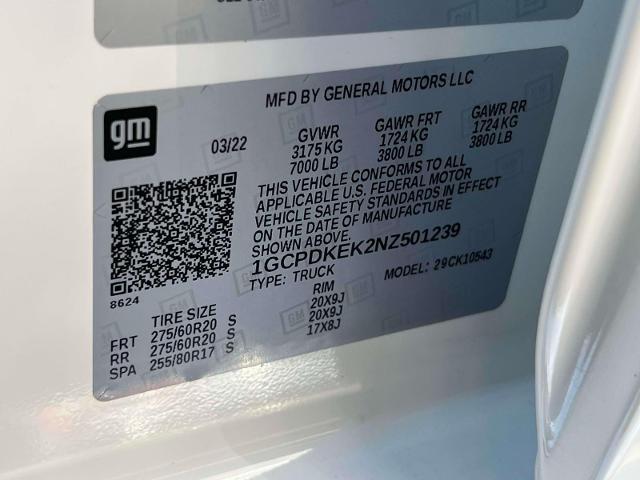 MFD BY GENERAL MOTORS LLC
gm
03/22
GVWR
3175 KG
7000 LB
GAWR FRT
1724 KG
3800 LB
GAWR RR
1724 KG
3800 LB
THIS VEHICLE CONFORMS TO ALL
APPLICABLE U.S. FEDERAL MOTOR
VEHICLE SAFETY STANDARDS IN EFFECT
ON THE DATE OF MANUFACTURE
SHOWN ABOVE.
1GCPDKEK2NZ501239
TYPE: TRUCK
MODEL: 29CK10543
8624
TIRE SIZE RIM
FRT 275/60R20 S 20X9J
RR 275/60R20 S 20X9J
SPA 255/80R17 S 17X8J